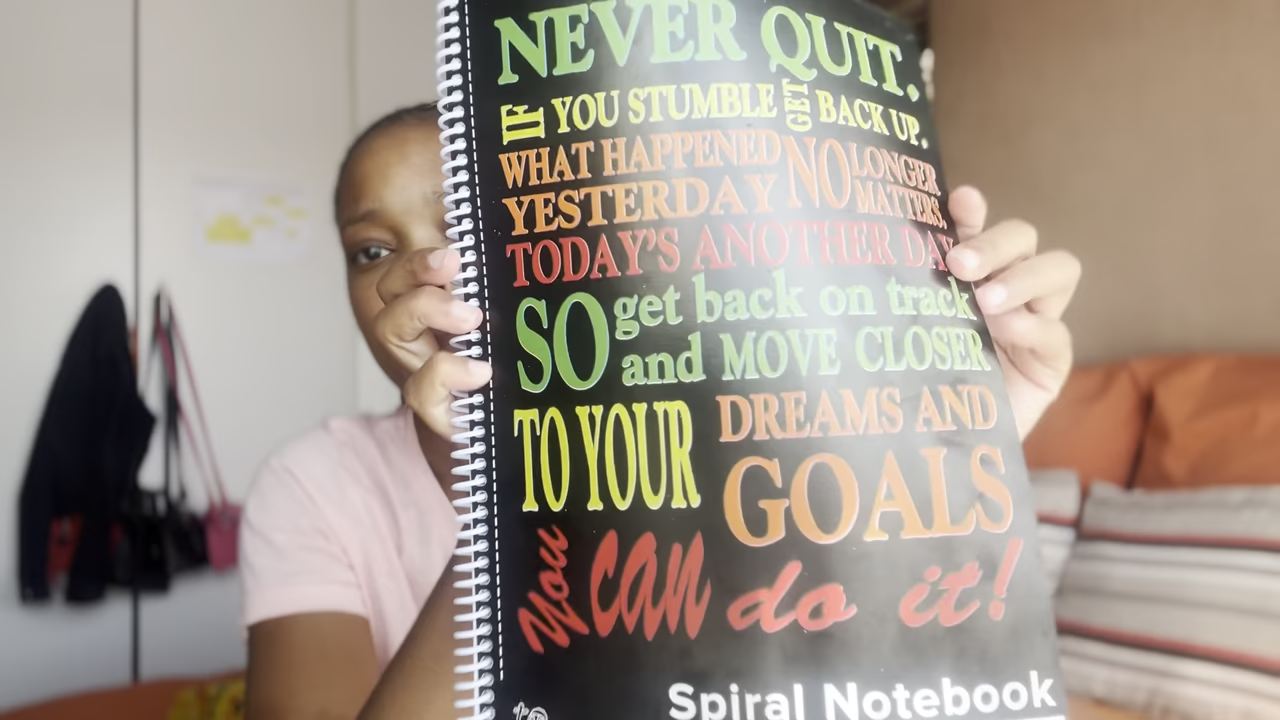 NEVER QUIT.
IF YOU STUMBLE GET BACK UP.
WHAT HAPPENED
YESTERDAY
NO LONGER
MATTERS.
TODAY'S ANOTHER DAY
SO get back on track
and MOVE CLOSER
TO YOUR
DREAMS AND
GOALS
You can do it!
Spiral Notebook